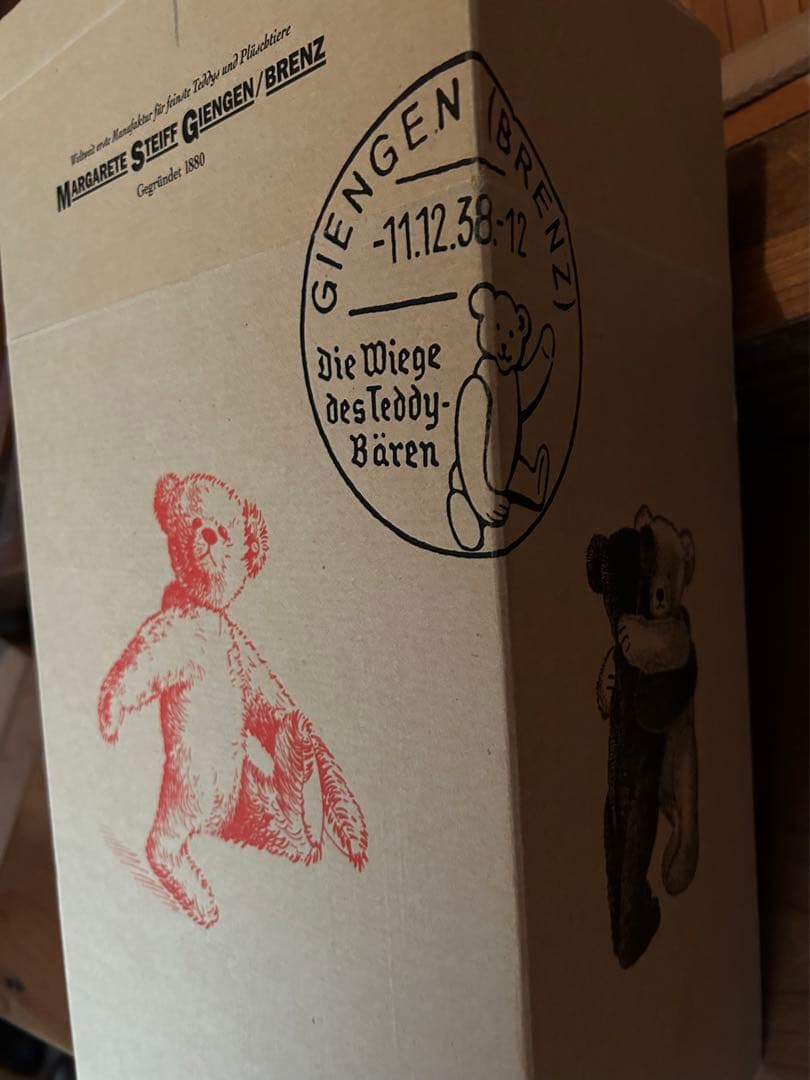 Weltweit erste Manufaktur für feinste Teddys und Plüschtiere
MARGARETE STEIFF GIENGEN/BRENZ
Gegründet 1880
GIENGEN (BRENZ)
-11.12.38.-12
Die Wiege
des Teddy-
Bären